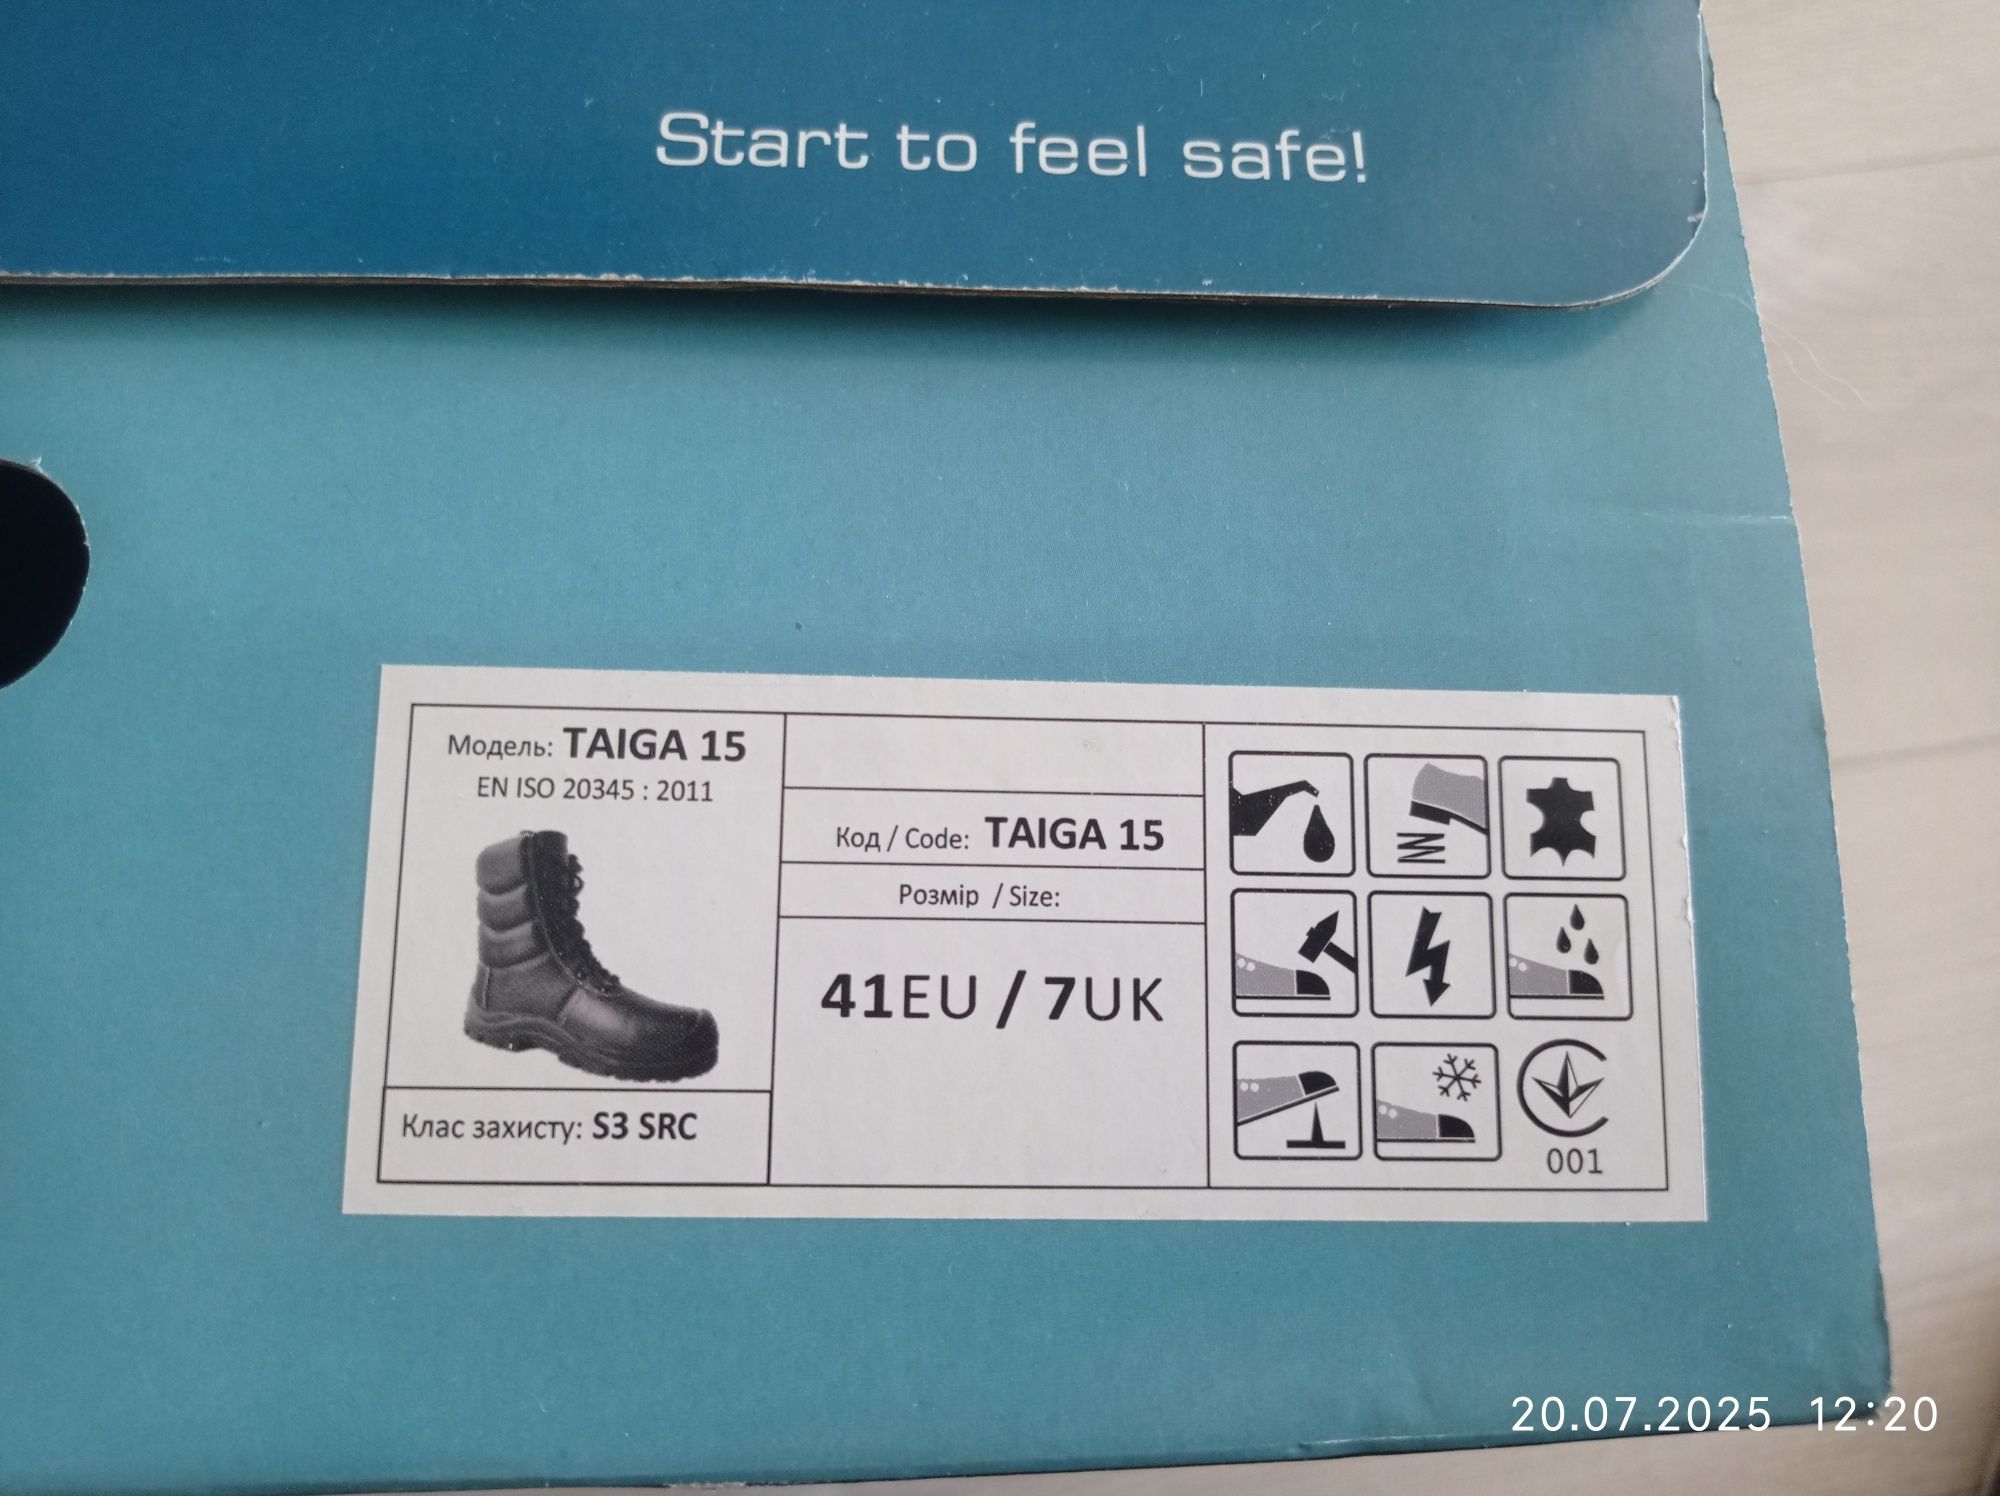 Start to feel safe!
Модель: TAIGA 15
EN ISO 20345 : 2011
Клас захисту: S3 SRC
Код / Code: TAIGA 15
Розмір / Size:
41EU / 7UK
001
20.07.2025 12:20